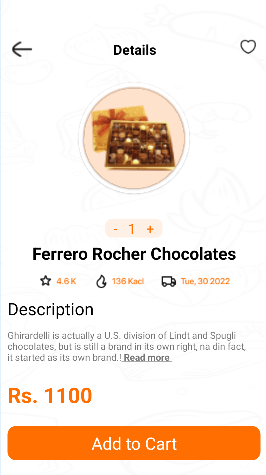 Details
- 1 +
Ferrero Rocher Chocolates
4.6 K 136 Kacl Tue, 30 2022
Description
Ghirardelli is actually a U.S. division of Lindt and Spugli
chocolates, but is still a brand in its own right, na din fact,
it started as its own brand.! Read more
Rs. 1100
Add to Cart